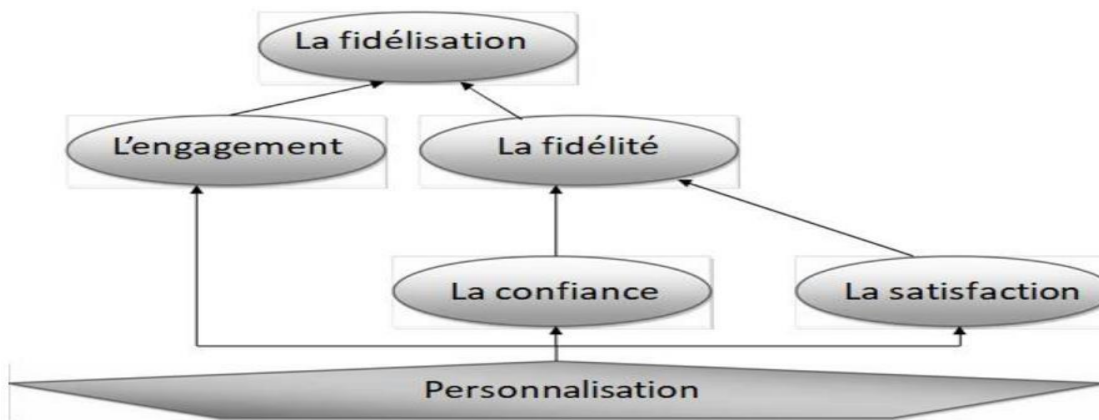 La fidélisation
L'engagement
La fidélité
La confiance
La satisfaction
Personnalisation